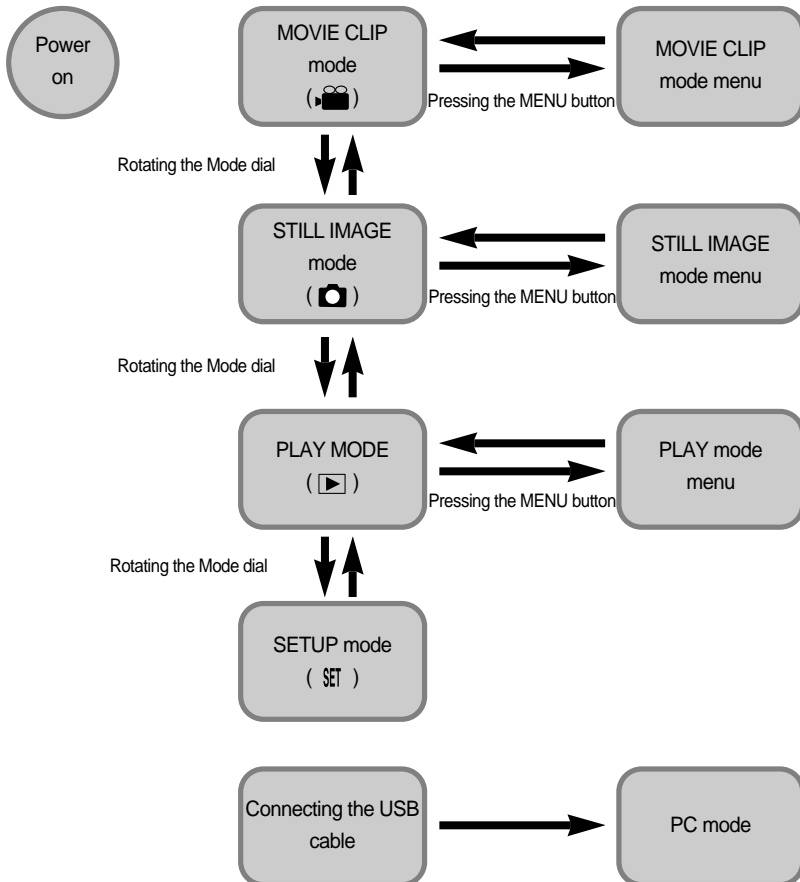 Power
on
MOVIE CLIP
mode
( )
Pressing the MENU button
MOVIE CLIP
mode menu
Rotating the Mode dial
STILL IMAGE
mode
( )
Pressing the MENU button
STILL IMAGE
mode menu
Rotating the Mode dial
PLAY MODE
( )
Pressing the MENU button
PLAY mode
menu
Rotating the Mode dial
SETUP mode
( SET )
Connecting the USB
cable
PC mode